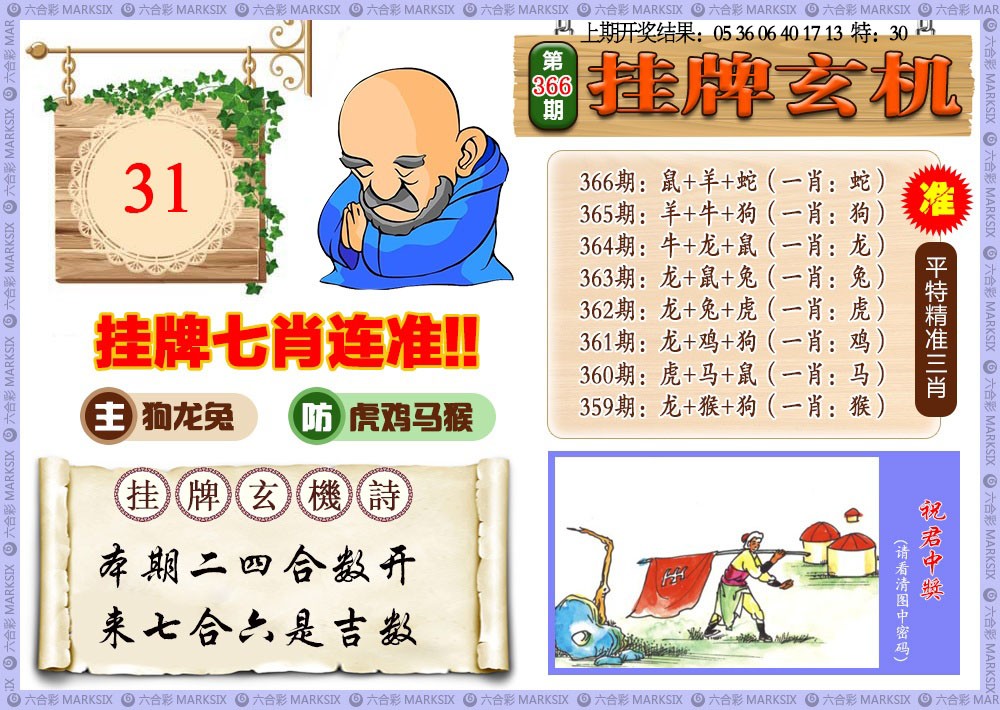 六合彩 MARKSIX
上期开奖结果：05 36 06 40 17 13 特：30
第366期
挂牌玄机
31
366期：鼠+羊+蛇（一肖：蛇）
365期：羊+牛+狗（一肖：狗）
364期：牛+龙+鼠（一肖：龙）
363期：龙+鼠+兔（一肖：兔）
362期：龙+兔+虎（一肖：虎）
361期：龙+鸡+狗（一肖：鸡）
360期：虎+马+鼠（一肖：马）
359期：龙+猴+狗（一肖：猴）
准
平特精准三肖
挂牌七肖连准!!
主 狗龙兔
防 虎鸡马猴
挂牌玄機詩
本期二四合数开
来七合六是吉数
祝君中獎
（请看清图中密码）